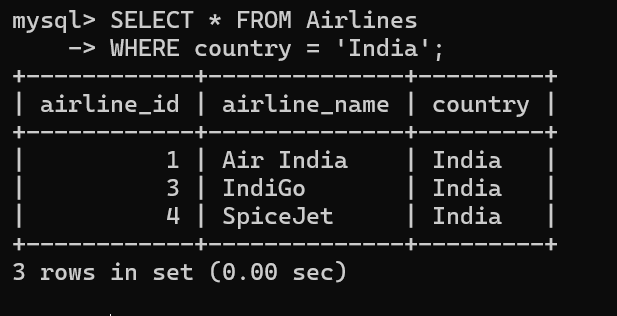 mysql> SELECT * FROM Airlines
    -> WHERE country = 'India';
+------------+--------------+---------+
| airline_id | airline_name | country |
+------------+--------------+---------+
|          1 | Air India    | India   |
|          3 | IndiGo       | India   |
|          4 | SpiceJet     | India   |
+------------+--------------+---------+
3 rows in set (0.00 sec)